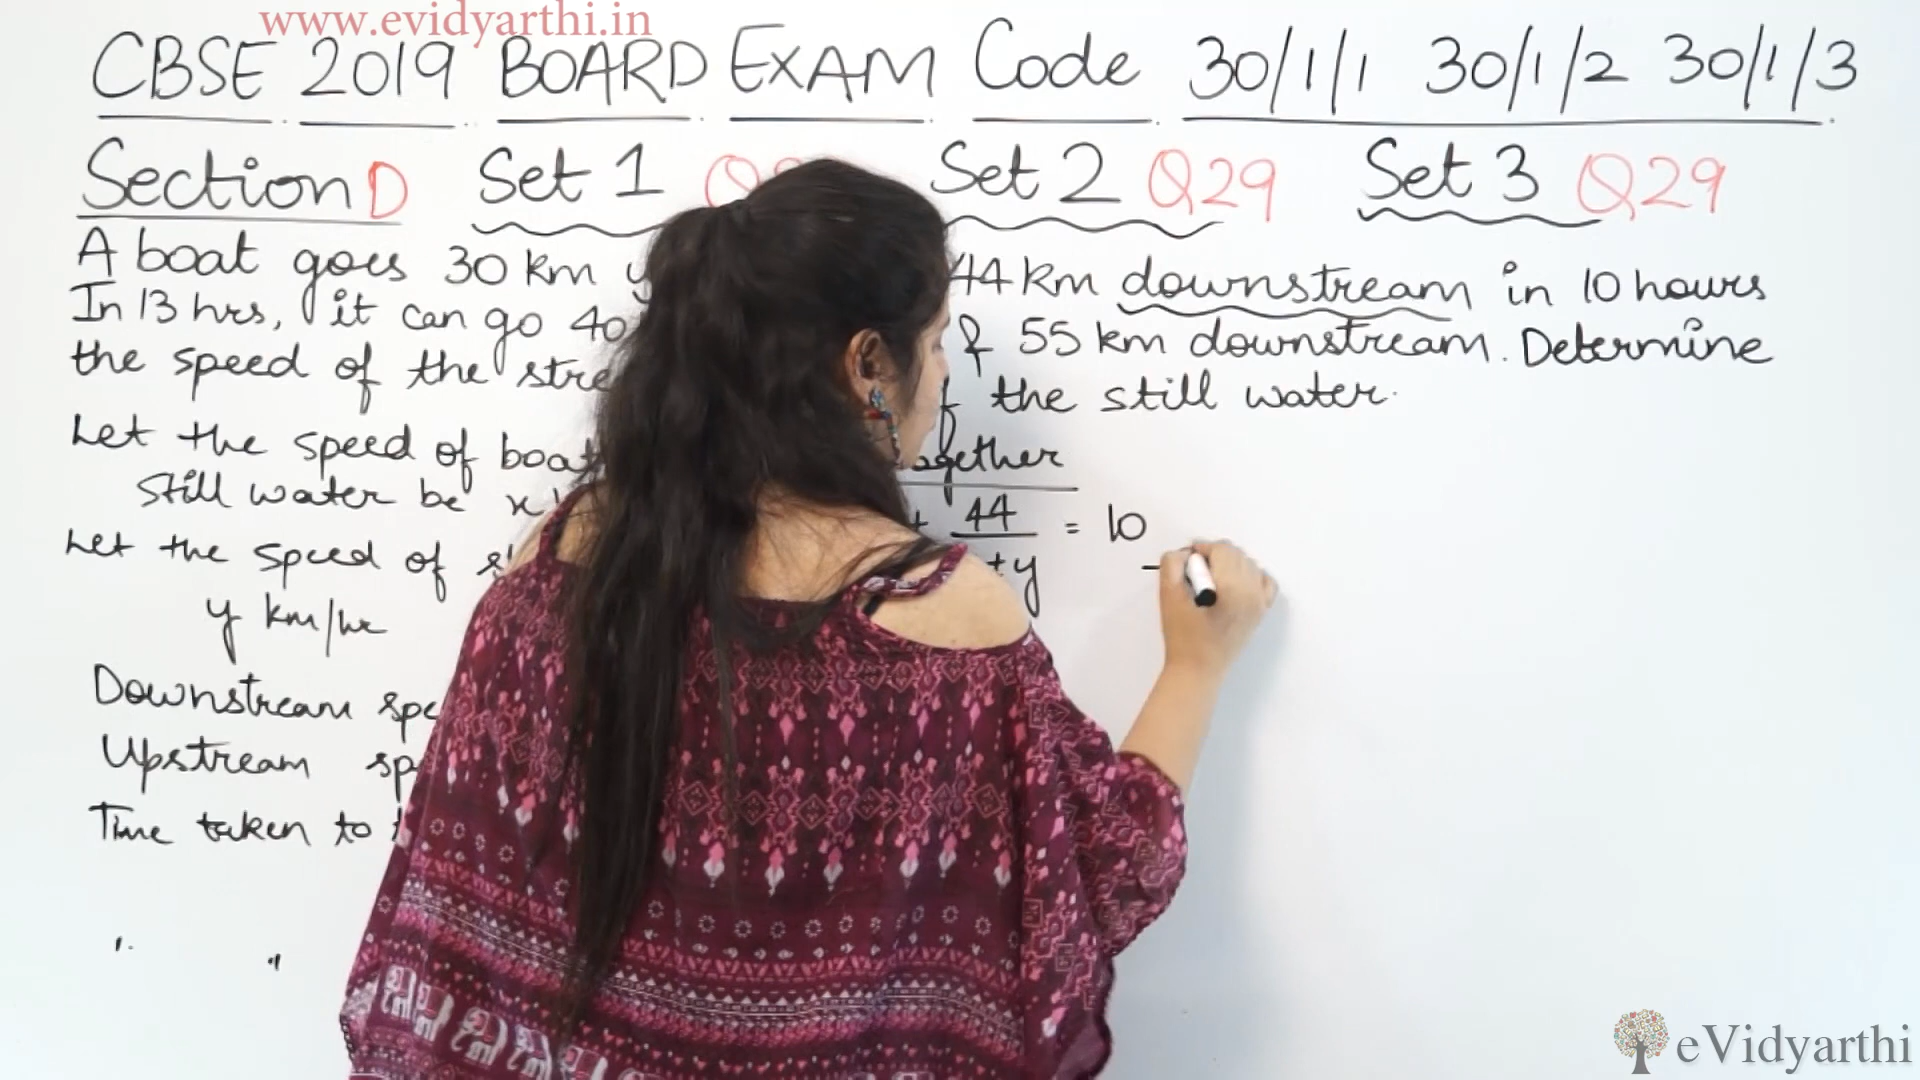 www.evidyarthi.in
CBSE 2019 BOARD EXAM Code 30/1/1 30/1/2 30/1/3
Section D Set 1 Set 2 Q29 Set 3 Q29
A boat goes 30 km 44 km downstream in 10 hours
In 13 hrs, it can go 40 & 55 km downstream. Determine
the speed of the the still water.
Let the speed of boat
still water be x
Let the speed of
y km/hr
Downstream
Upstream
Time taken to
+ 44 = 10
+y
eVidyarthi